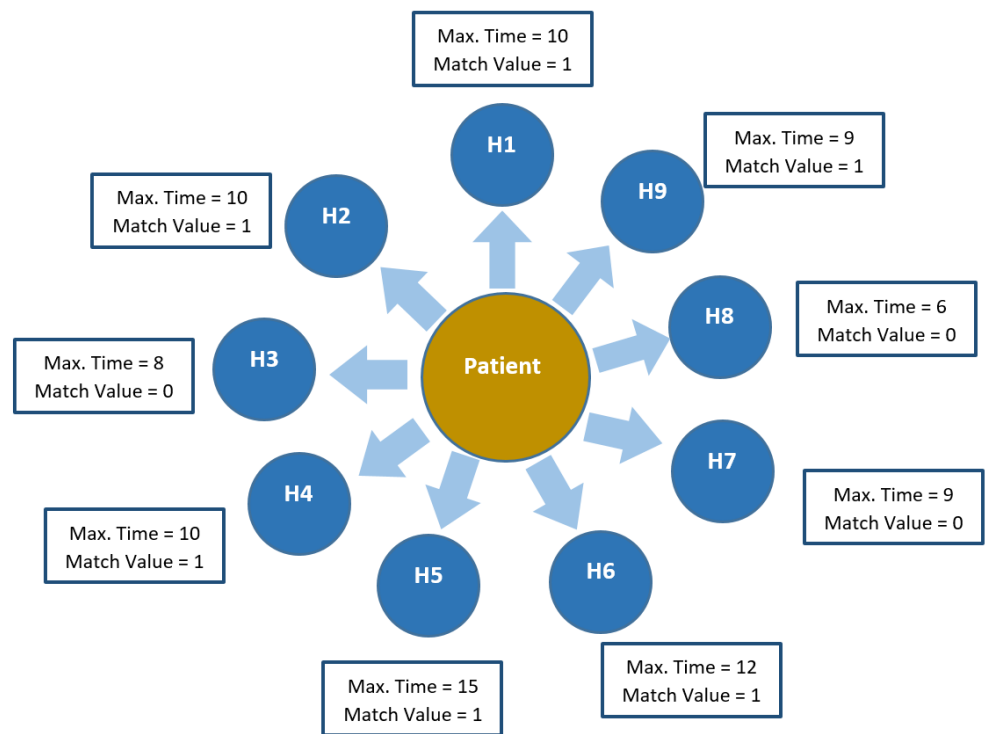 Max. Time = 10
Match Value = 1
H1
Max. Time = 9
Match Value = 1
H9
Max. Time = 10
Match Value = 1
H2
Max. Time = 6
Match Value = 0
H8
Patient
Max. Time = 8
Match Value = 0
H3
H7
Max. Time = 9
Match Value = 0
H4
Max. Time = 10
Match Value = 1
H5
H6
Max. Time = 15
Match Value = 1
Max. Time = 12
Match Value = 1